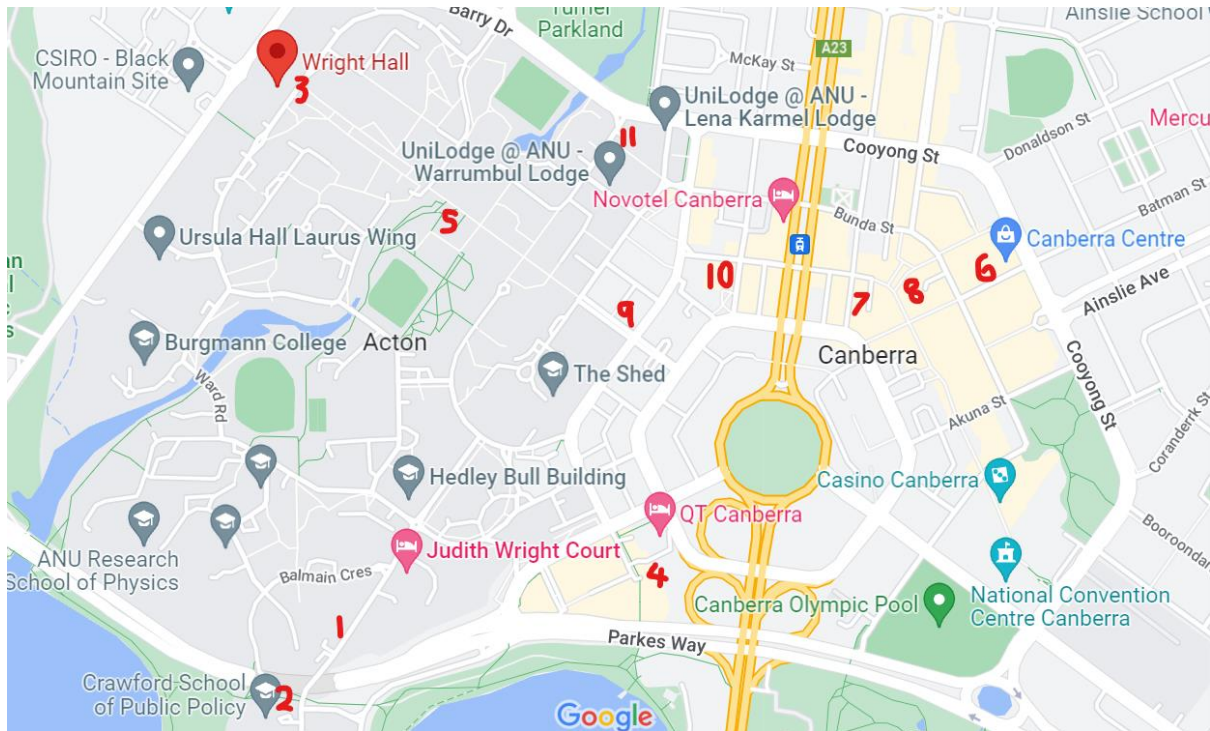 Barry Dr
Turner
Parkland
Ainslie School
CSIRO - Black
Mountain Site
Wright Hall
3
A23
McKay St
UniLodge @ ANU -
Lena Karmel Lodge
Donaldson St
Mercu
11
Cooyong St
UniLodge @ ANU -
Warrumbul Lodge
Batman St
Novotel Canberra
Bunda St
5
Ursula Hall Laurus Wing
Canberra Centre
6
10
8
7
Ainslie Ave
9
Burgmann College
Acton
Canberra
The Shed
Ward Rd
Cooyong St
Akuna St
Coranderrk St
Hedley Bull Building
Casino Canberra
QT Canberra
ANU Research
School of Physics
Judith Wright Court
Balmain Cres
4
National Convention
Centre Canberra
Canberra Olympic Pool
1
Parkes Way
Crawford School
of Public Policy
2
Google